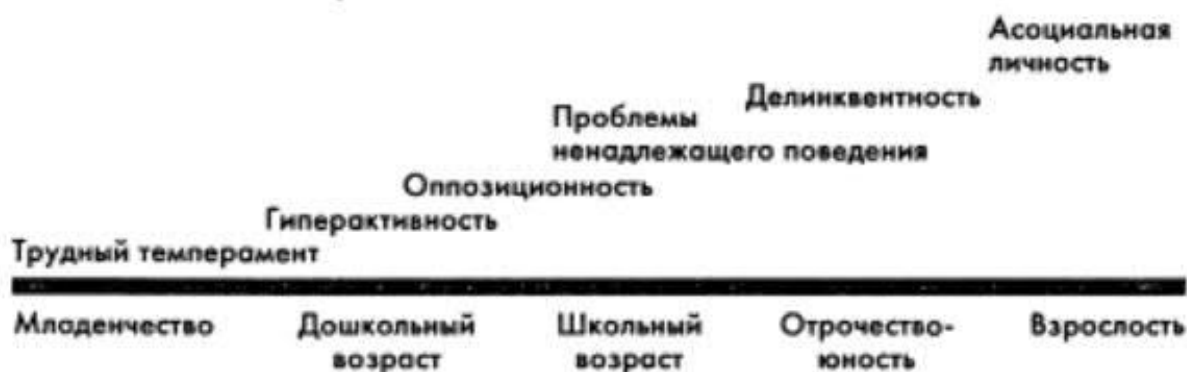 Асоциальная
личность
Делинквентность
Проблемы
ненадлежащего поведения
Оппозиционность
Гиперактивность
Трудный темперамент
Младенчество Дошкольный Школьный Отрочество- Взрослость
возраст возраст юность